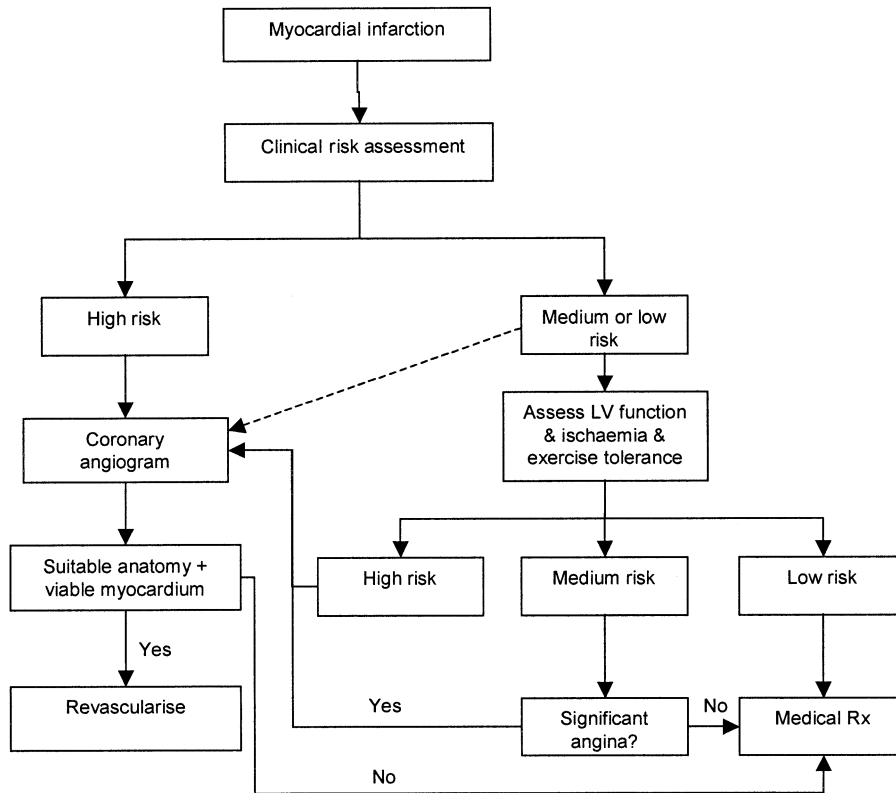 Myocardial infarction
Clinical risk assessment
High risk
Medium or low
risk
Coronary
angiogram
Assess LV function
& ischaemia &
exercise tolerance
Suitable anatomy +
viable myocardium
High risk
Medium risk
Low risk
Yes
Revascularise
Yes
Significant
angina?
No
Medical Rx
No